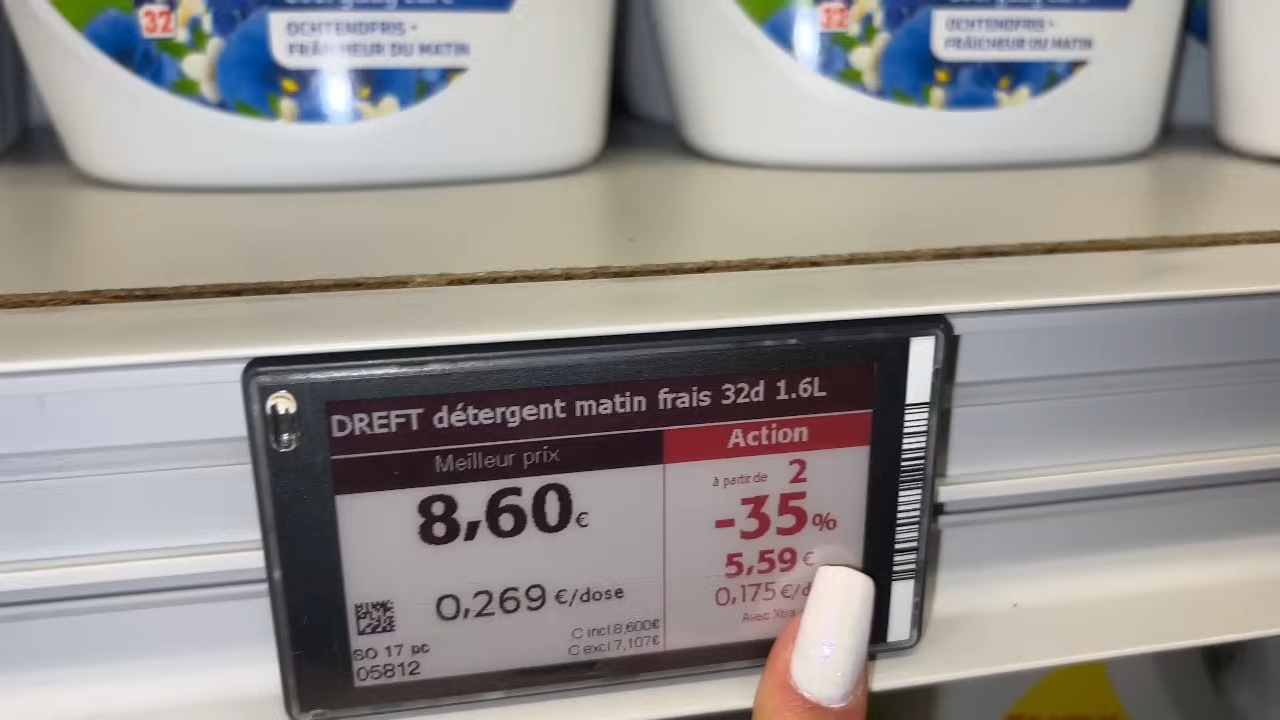 32
OCHTENDFRIS •
FRAÎCHEUR DU MATIN
32
OCHTENDFRIS •
FRAÎCHEUR DU MATIN
DREFT détergent matin frais 32d 1.6L
Meilleur prix
8,60€
0,269 €/dose
C incl 8,600€
C excl 7,107€
SO 17 pc
05812
Action
à partir de 2
-35%
5,59 €
0,175 €/d
Avec Xtra